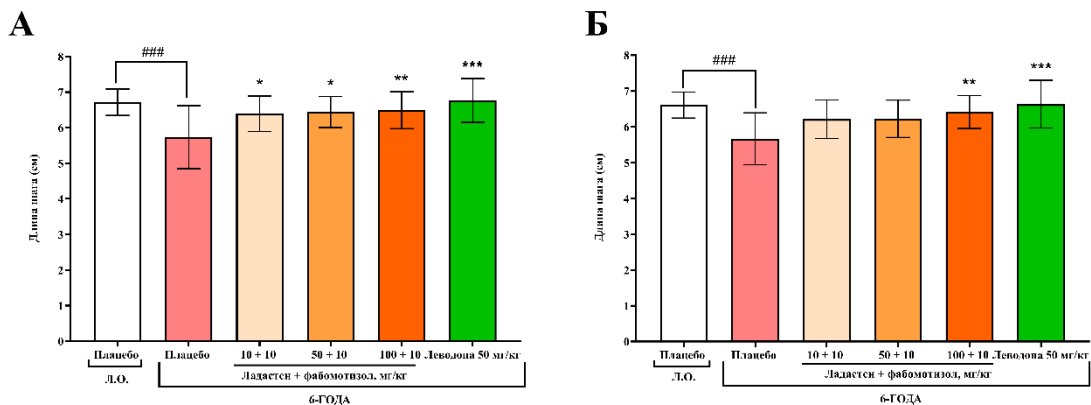 А
###
*
*
**
***
Длина шага (см)
8
7
6
5
4
3
2
1
0
Плацебо
Плацебо
10 + 10
50 + 10
100 + 10
Леводопа 50 мг/кг
Л.О.
Ладастен + фабомотизол, мг/кг
6-ГОДА
Б
###
**
***
Длина шага (см)
8
7
6
5
4
3
2
1
0
Плацебо
Плацебо
10 + 10
50 + 10
100 + 10
Леводопа 50 мг/кг
Л.О.
Ладастен + фабомотизол, мг/кг
6-ГОДА